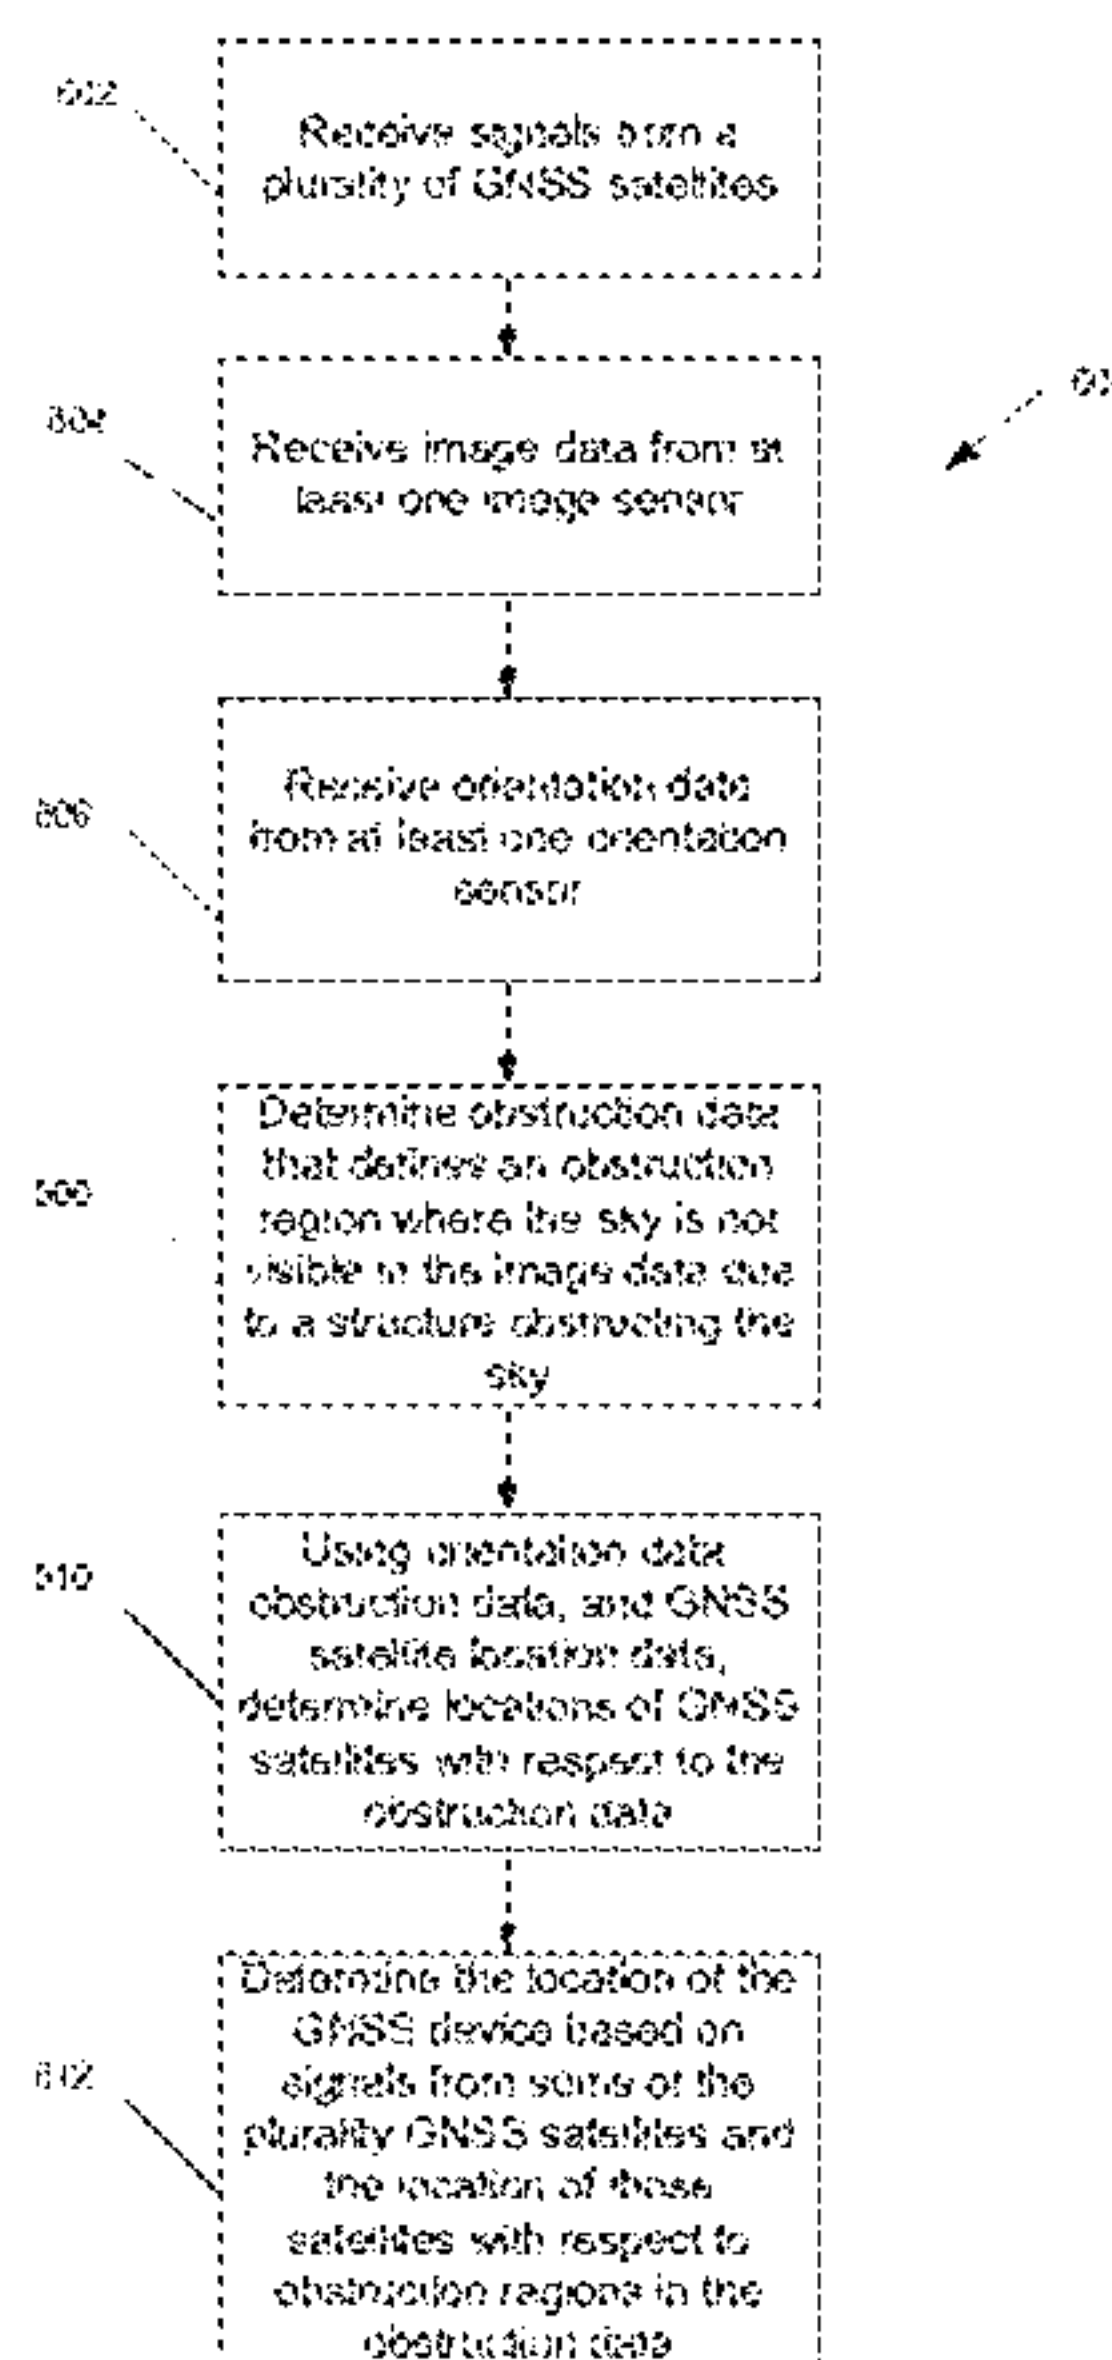 602
Receive signals from a
plurality of GNSS satellites
604
Receive image data from at
least one image sensor
606
Receive orientation data
from at least one orientation
sensor
Determine obstruction data
that defines an obstruction
region where the sky is not
visible in the image data due
to a structure obstructing the
sky
Using orientation data
obstruction data, and GNSS
satellite location data,
determine locations of GNSS
satellites with respect to the
obstruction data
612
Determine the location of the
GNSS device based on
signals from some of the
plurality GNSS satellites and
the location of those
satellites with respect to
obstruction regions in the
obstruction data